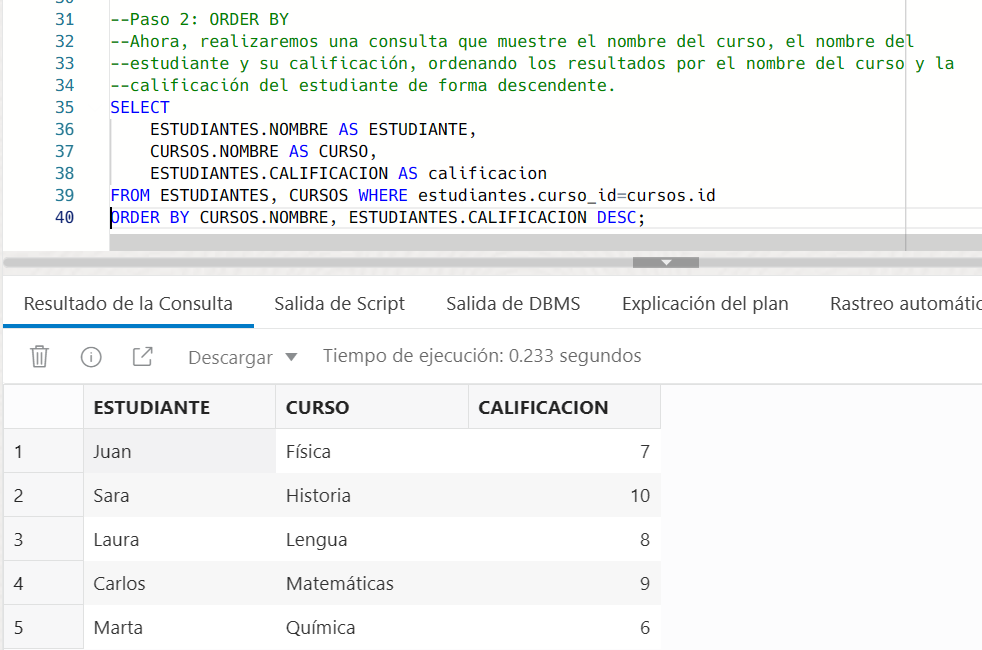 31 --Paso 2: ORDER BY
32 --Ahora, realizaremos una consulta que muestre el nombre del curso, el nombre del
33 --estudiante y su calificación, ordenando los resultados por el nombre del curso y la
34 --calificación del estudiante de forma descendente.
35 SELECT
36 ESTUDIANTES.NOMBRE AS ESTUDIANTE,
37 CURSOS.NOMBRE AS CURSO,
38 ESTUDIANTES.CALIFICACION AS calificacion
39 FROM ESTUDIANTES, CURSOS WHERE estudiantes.curso_id=cursos.id
40 ORDER BY CURSOS.NOMBRE, ESTUDIANTES.CALIFICACION DESC;
Resultado de la Consulta Salida de Script Salida de DBMS Explicación del plan Rastreo automátic
Descargar Tiempo de ejecución: 0.233 segundos
ESTUDIANTE CURSO CALIFICACION
1 Juan Física 7
2 Sara Historia 10
3 Laura Lengua 8
4 Carlos Matemáticas 9
5 Marta Química 6